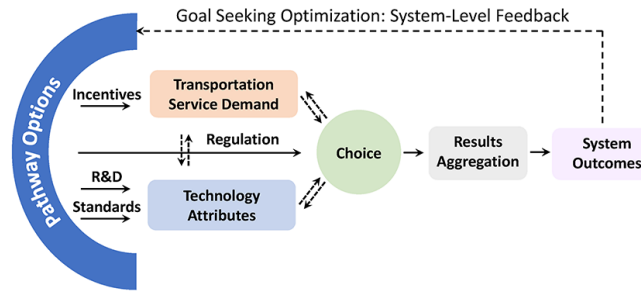 Goal Seeking Optimization: System-Level Feedback
Pathway Options
Incentives
Transportation
Service Demand
Regulation
Choice
Results
Aggregation
System
Outcomes
R&D
Standards
Technology
Attributes